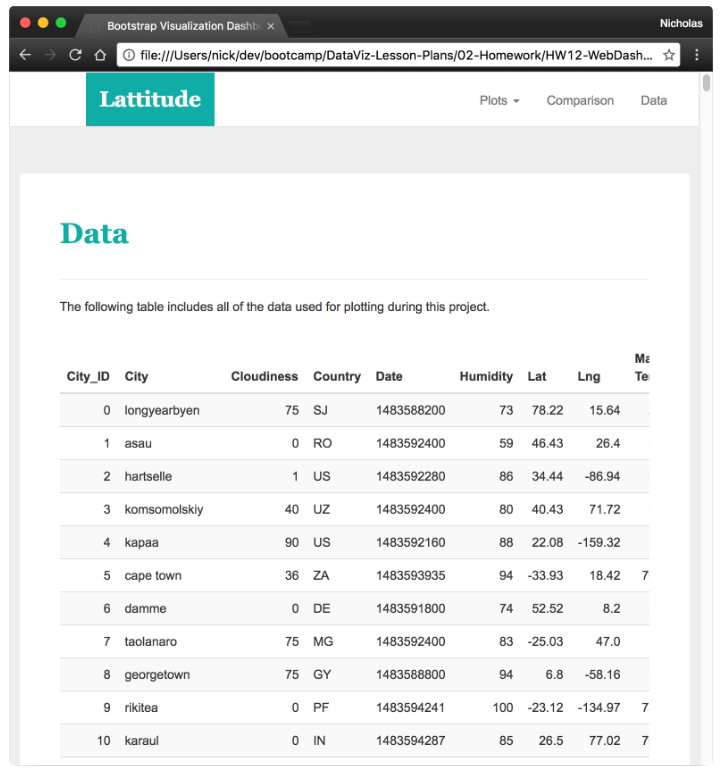 Bootstrap Visualization Dashbo
Nicholas
file:///Users/nick/dev/bootcamp/DataViz-Lesson-Plans/02-Homework/HW12-WebDash...
Lattitude
Plots Comparison Data
Data
The following table includes all of the data used for plotting during this project.
City_ID City Cloudiness Country Date Humidity Lat Lng
0 longyearbyen 75 SJ 1483588200 73 78.22 15.64
1 asau 0 RO 1483592400 59 46.43 26.4
2 hartselle 1 US 1483592280 86 34.44 -86.94
3 komsomolskiy 40 UZ 1483592400 80 40.43 71.72
4 kapaa 90 US 1483592160 88 22.08 -159.32
5 cape town 36 ZA 1483593935 94 -33.93 18.42 7
6 damme 0 DE 1483591800 74 52.52 8.2
7 taolanaro 75 MG 1483592400 83 -25.03 47.0
8 georgetown 75 GY 1483588800 94 6.8 -58.16
9 rikitea 0 PF 1483594241 100 -23.12 -134.97 7
10 karaul 0 IN 1483594287 85 26.5 77.02 7